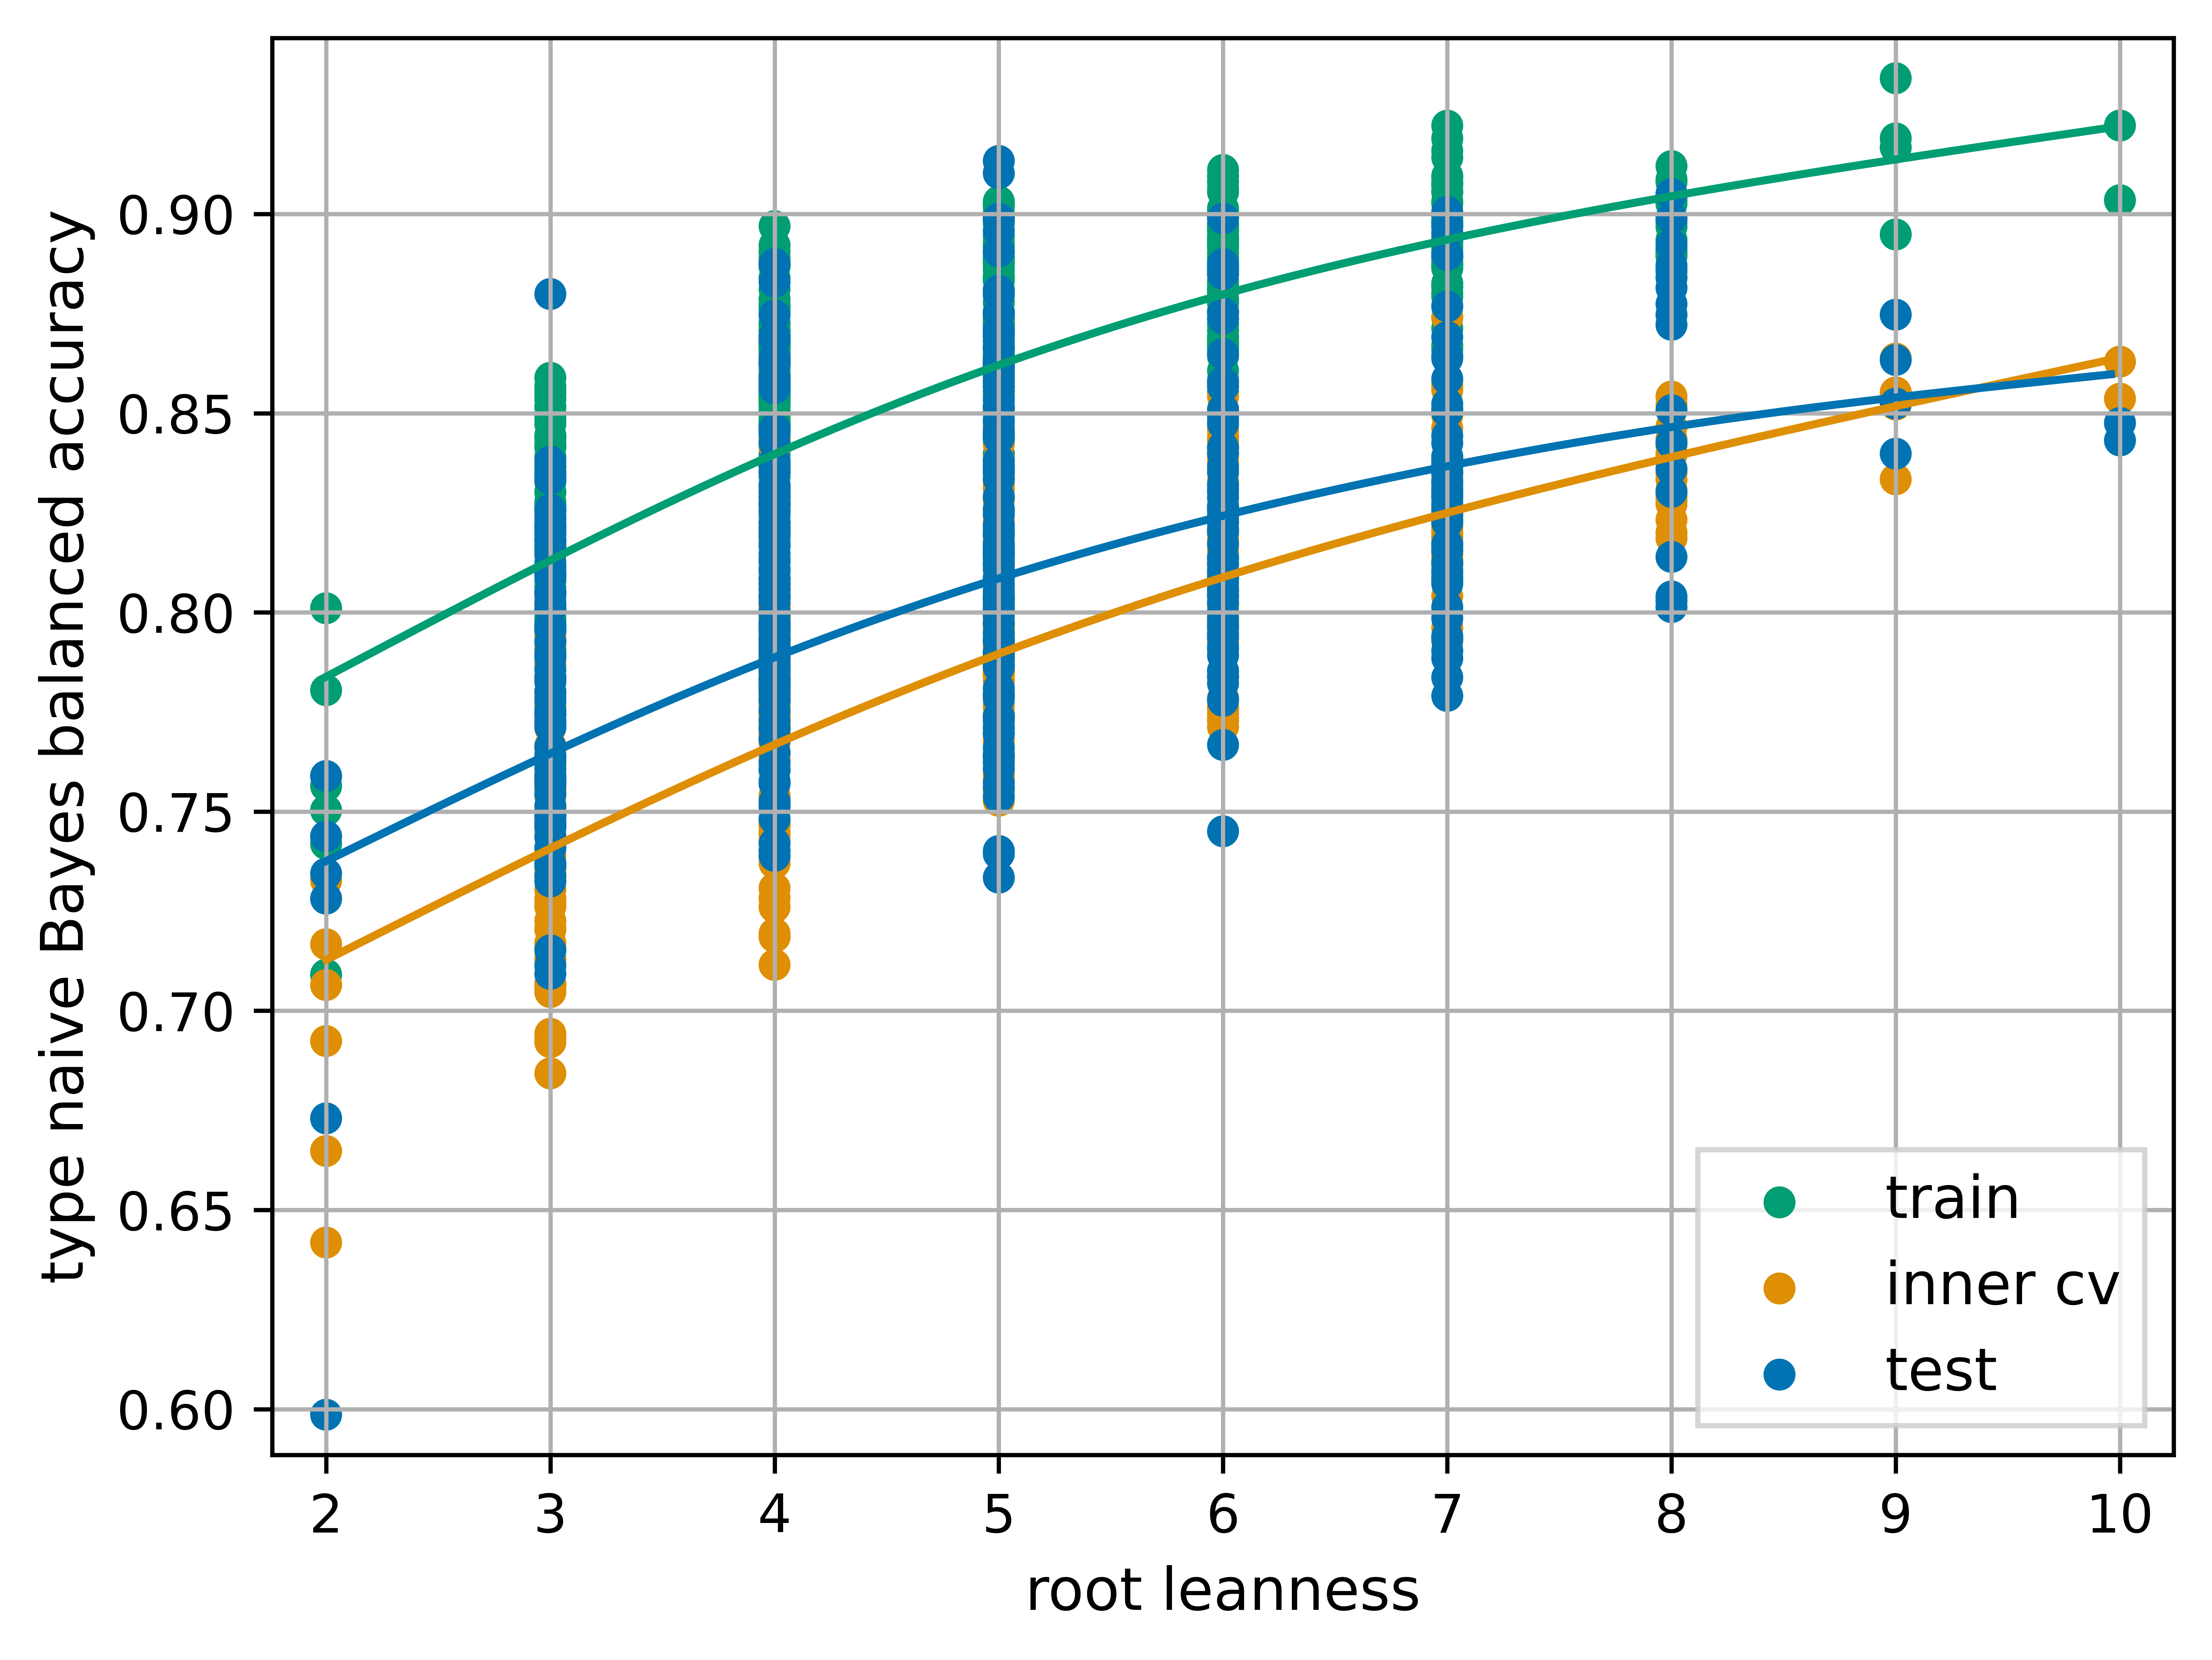 type naive Bayes balanced accuracy
0.90
0.85
0.80
0.75
0.70
0.65
0.60
2 3 4 5 6 7 8 9 10
root leanness
train
inner cv
test